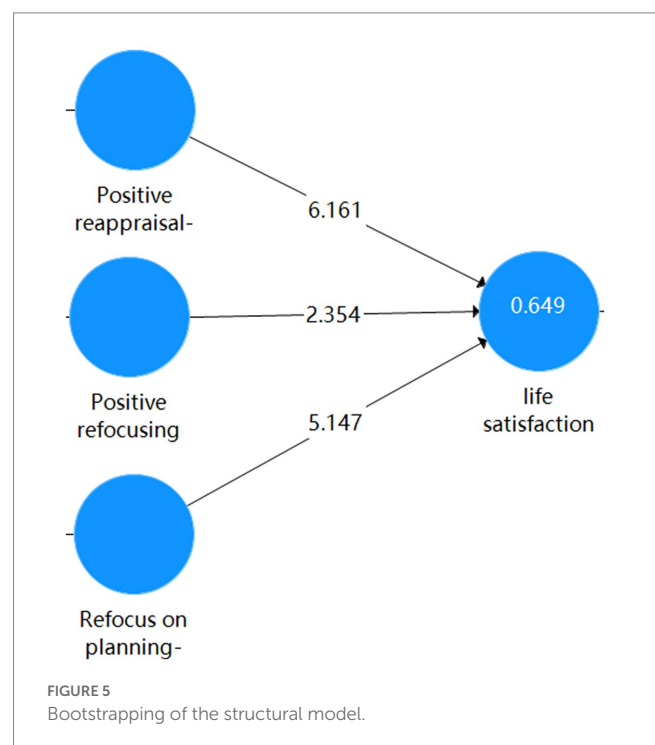 Positive
reappraisal-
6.161
0.649
2.354
life
satisfaction
Positive
refocusing
5.147
Refocus on
planning-
FIGURE 5
Bootstrapping of the structural model.